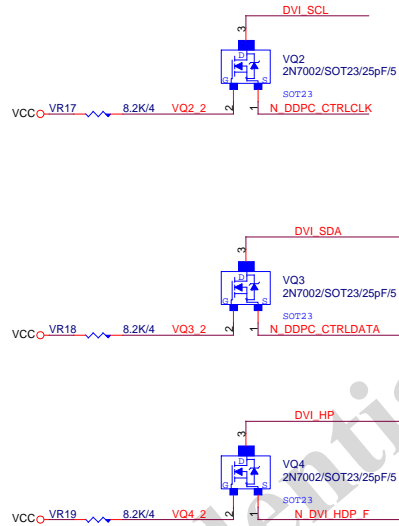 DVI_SCL
3
D
VQ2
2N7002/SOT23/25pF/5
G S
SOT23
2 1
VCC VR17 8.2K/4 VQ2_2 N_DDPC_CTRLCLK
DVI_SDA
3
D
VQ3
2N7002/SOT23/25pF/5
G S
SOT23
2 1
VCC VR18 8.2K/4 VQ3_2 N_DDPC_CTRLDATA
DVI_HP
3
D
VQ4
2N7002/SOT23/25pF/5
G S
SOT23
2 1
VCC VR19 8.2K/4 VQ4_2 N_DVI_HDP_F
denti